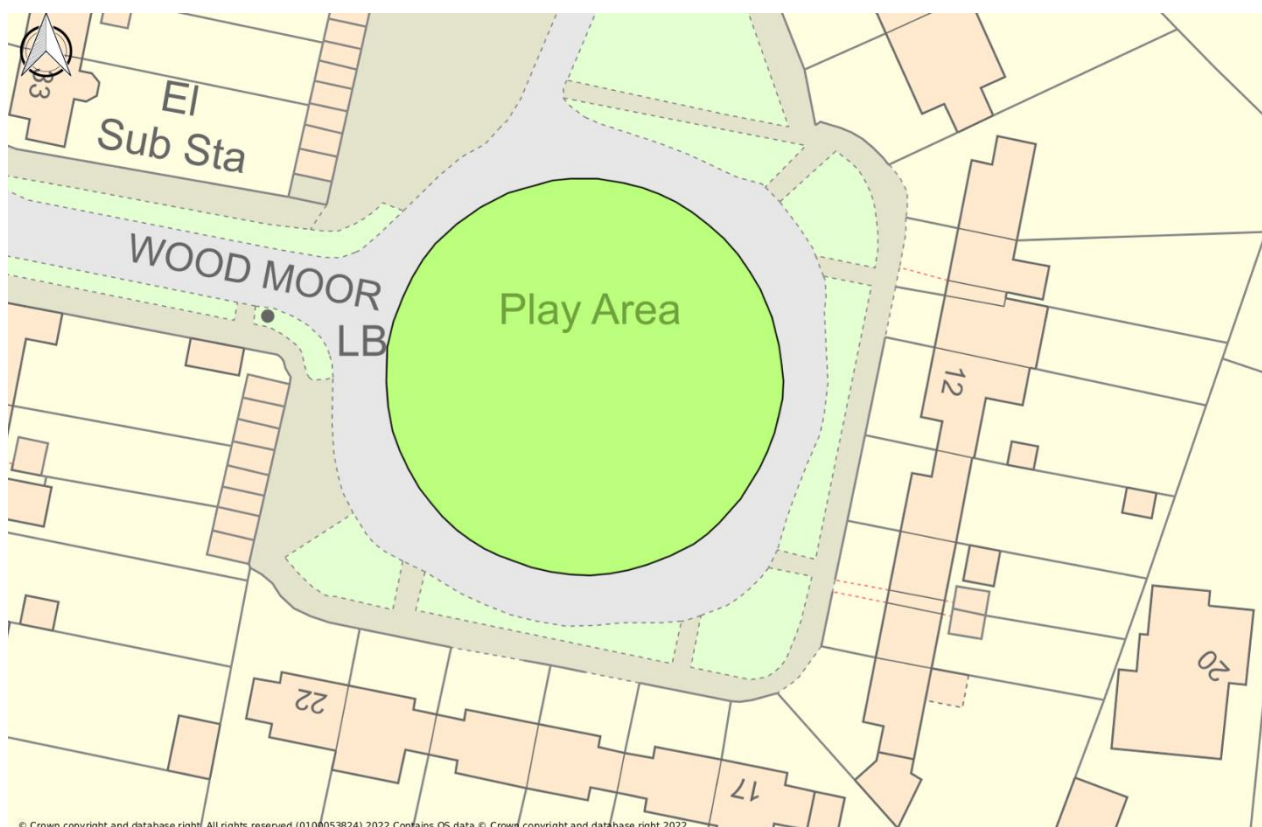 83
El
Sub Sta
WOOD MOOR
LB
Play Area
12
20
22
17
© Crown copyright and database right. All rights reserved (0100053824) 2022 Contains OS data © Crown copyright and database right 2022